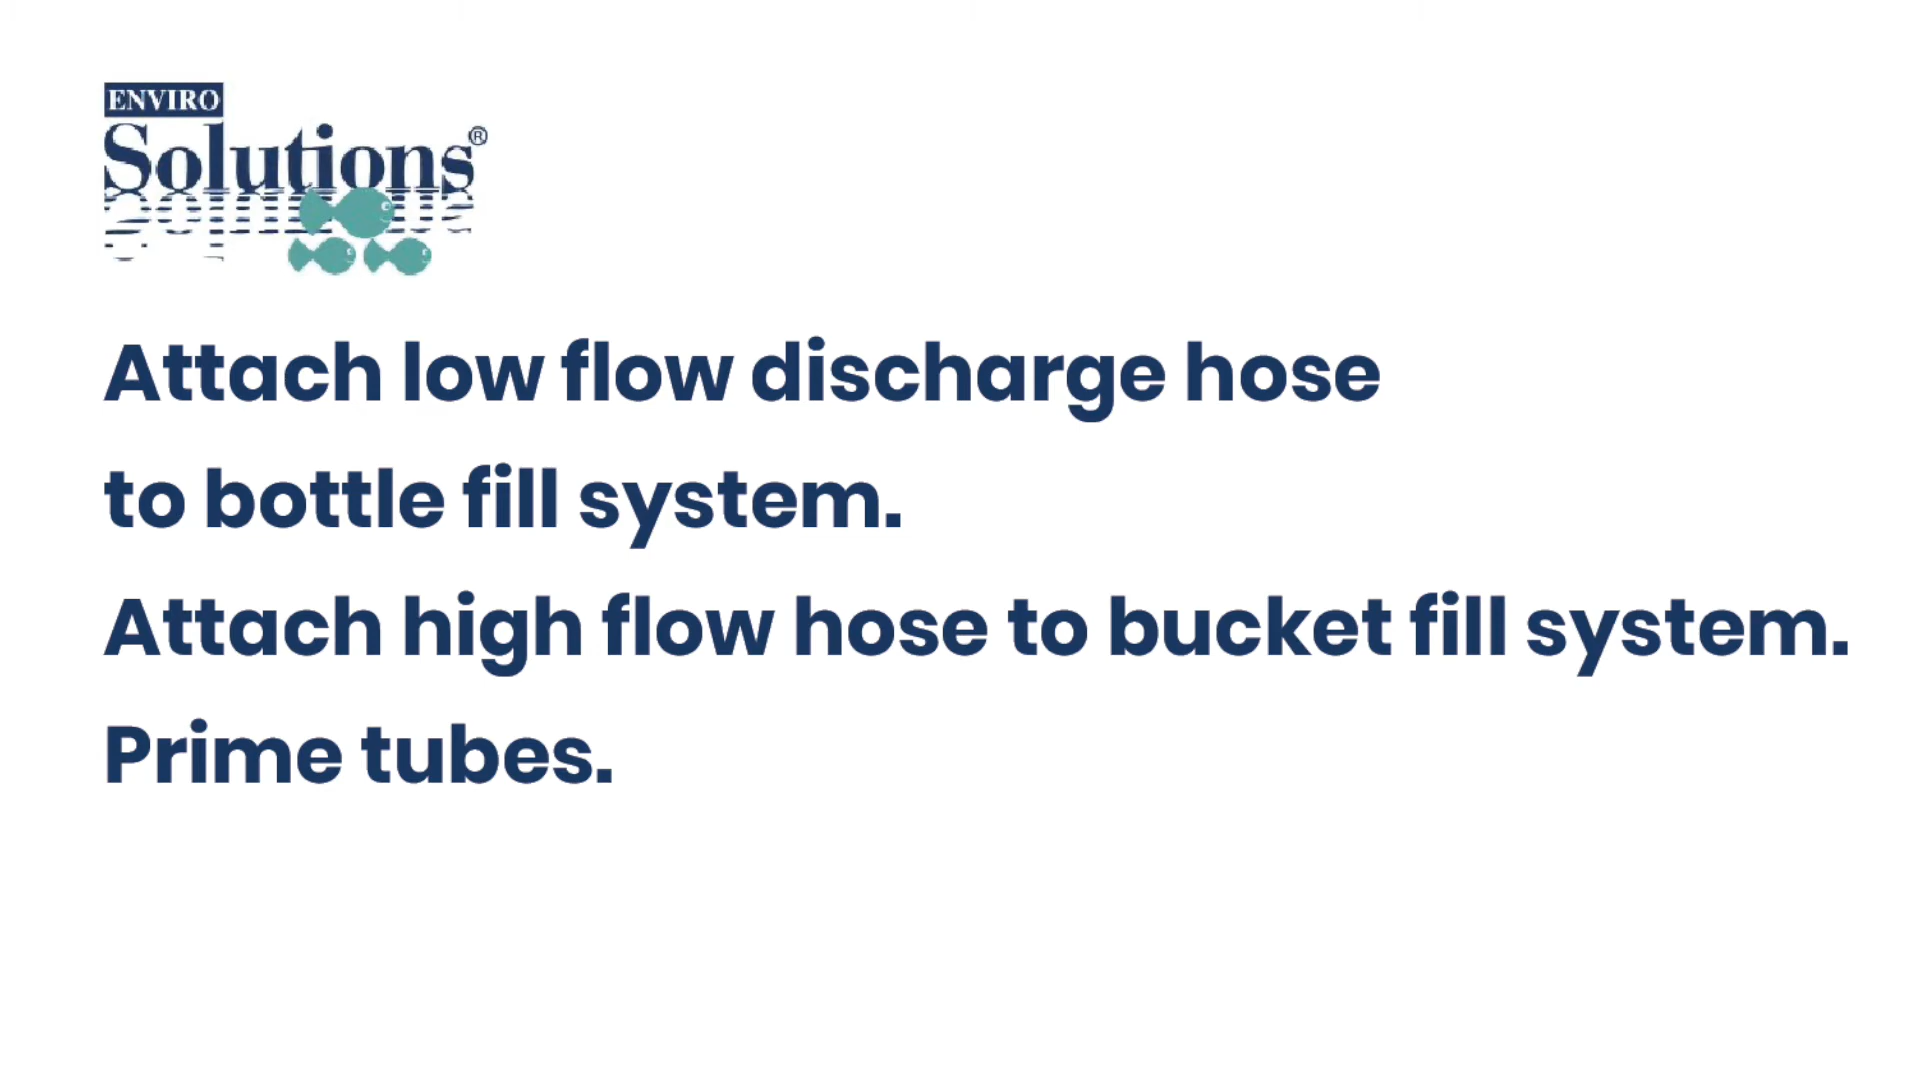 ENVIRO
Solutions®
Attach low flow discharge hose
to bottle fill system.
Attach high flow hose to bucket fill system.
Prime tubes.